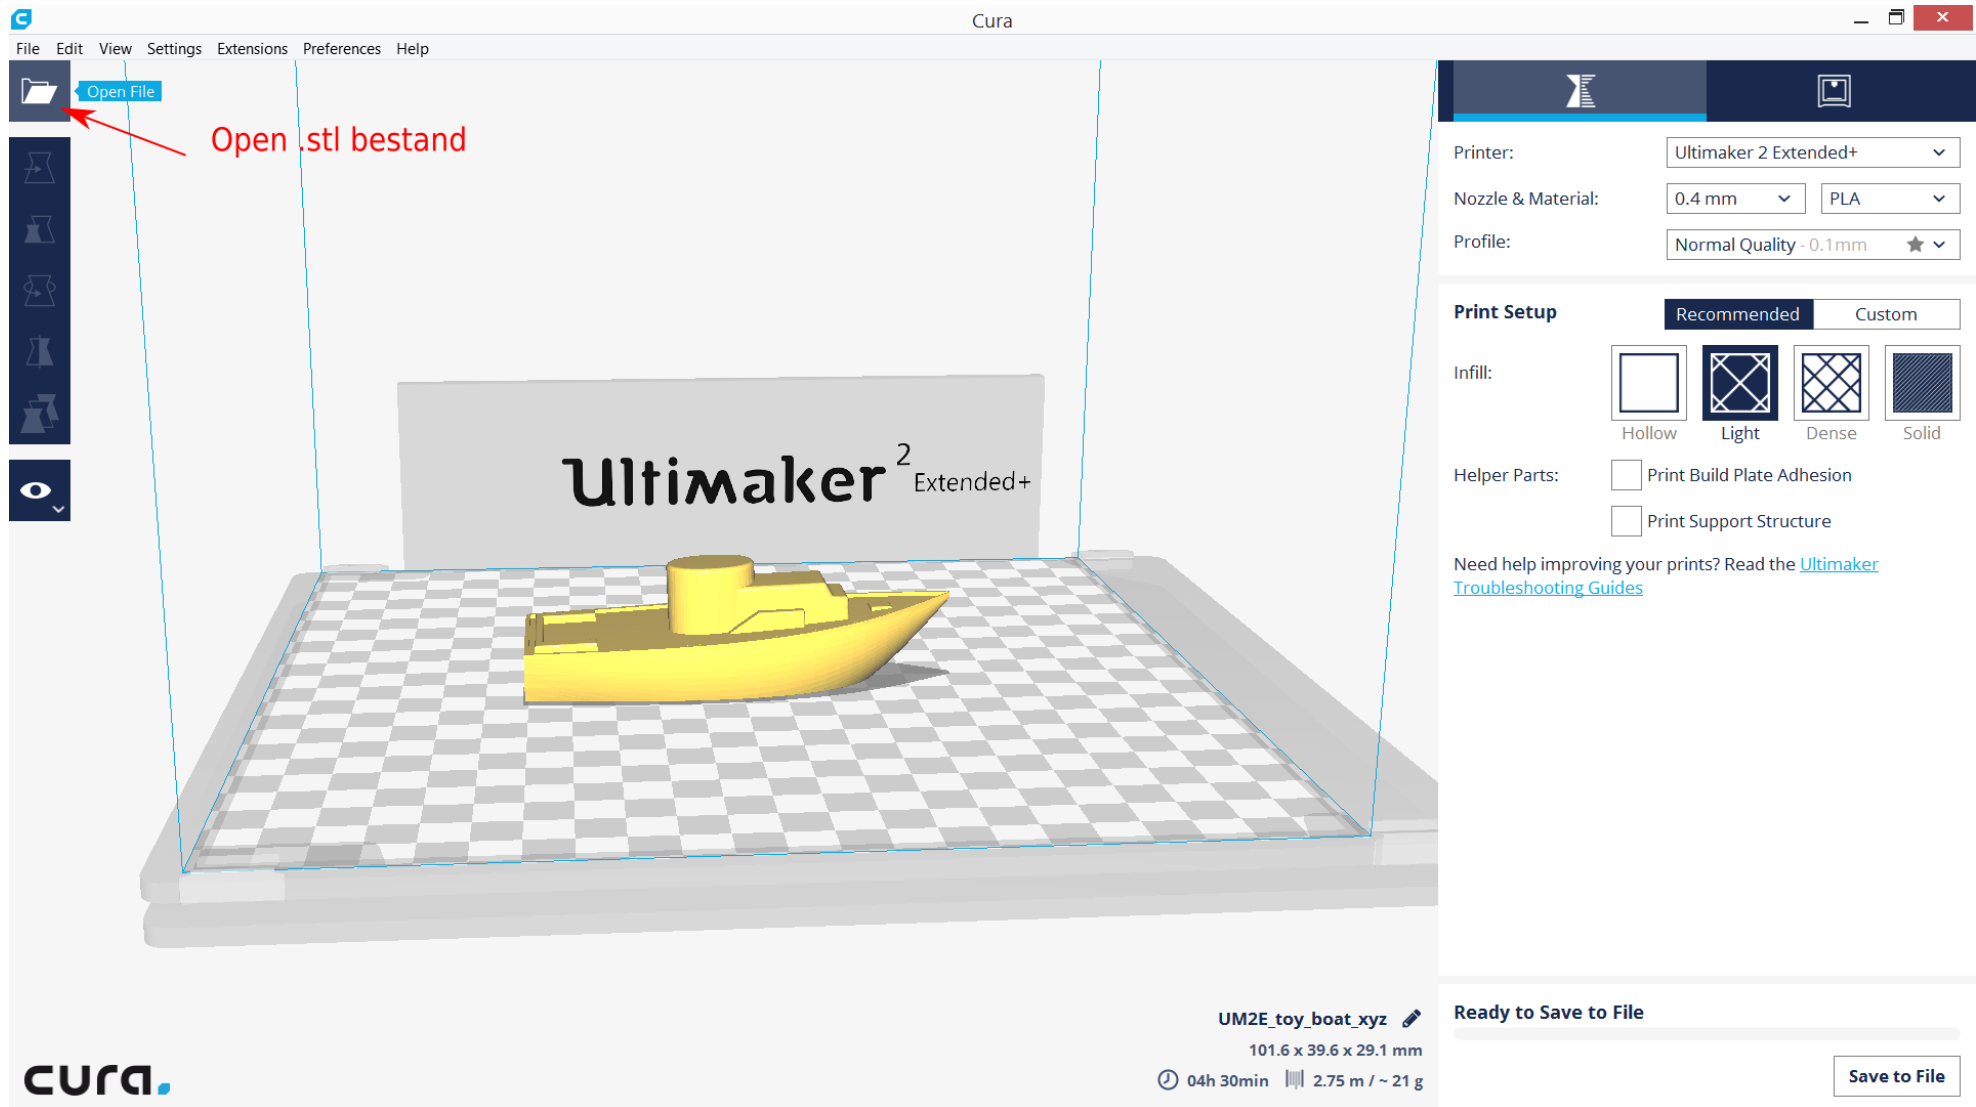 Cura
File Edit View Settings Extensions Preferences Help
Open File
Open .stl bestand
Ultimaker 2 Extended+
Printer: Ultimaker 2 Extended+
Nozzle & Material: 0.4 mm PLA
Profile: Normal Quality - 0.1mm
Print Setup Recommended Custom
Infill:
Hollow Light Dense Solid
Helper Parts: Print Build Plate Adhesion
Print Support Structure
Need help improving your prints? Read the Ultimaker
Troubleshooting Guides
UM2E_toy_boat_xyz
101.6 x 39.6 x 29.1 mm
04h 30min 2.75 m / ~ 21 g
Ready to Save to File
Save to File
cura.